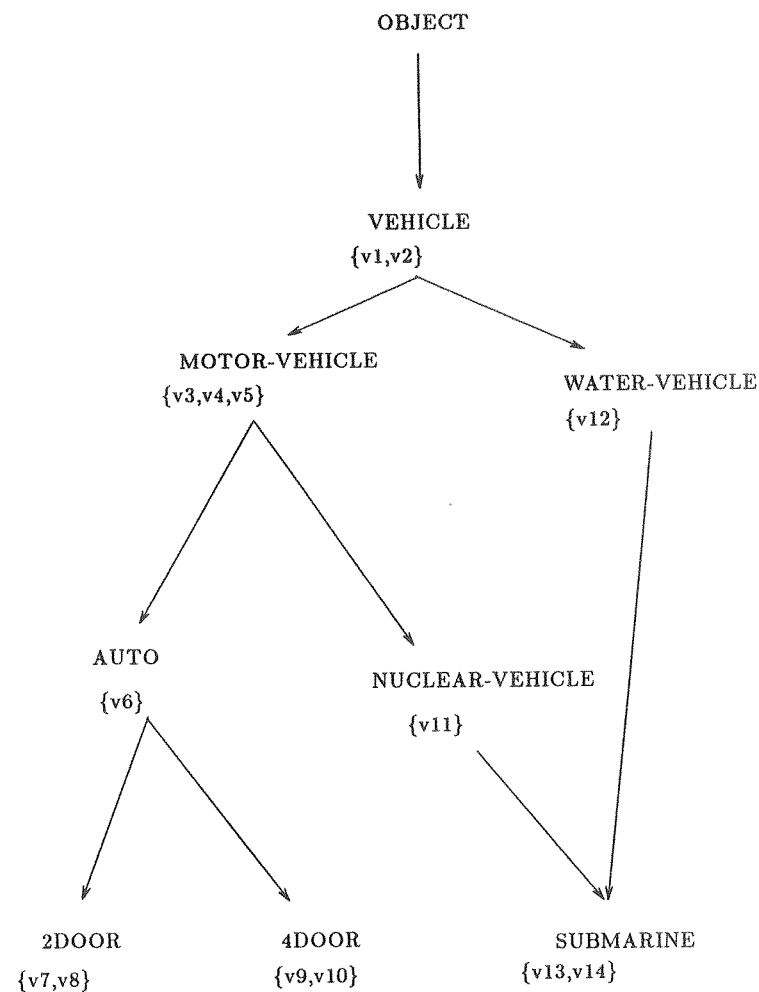 OBJECT
VEHICLE
{v1,v2}
MOTOR-VEHICLE
{v3,v4,v5}
WATER-VEHICLE
{v12}
AUTO
{v6}
NUCLEAR-VEHICLE
{v11}
2DOOR
{v7,v8}
4DOOR
{v9,v10}
SUBMARINE
{v13,v14}